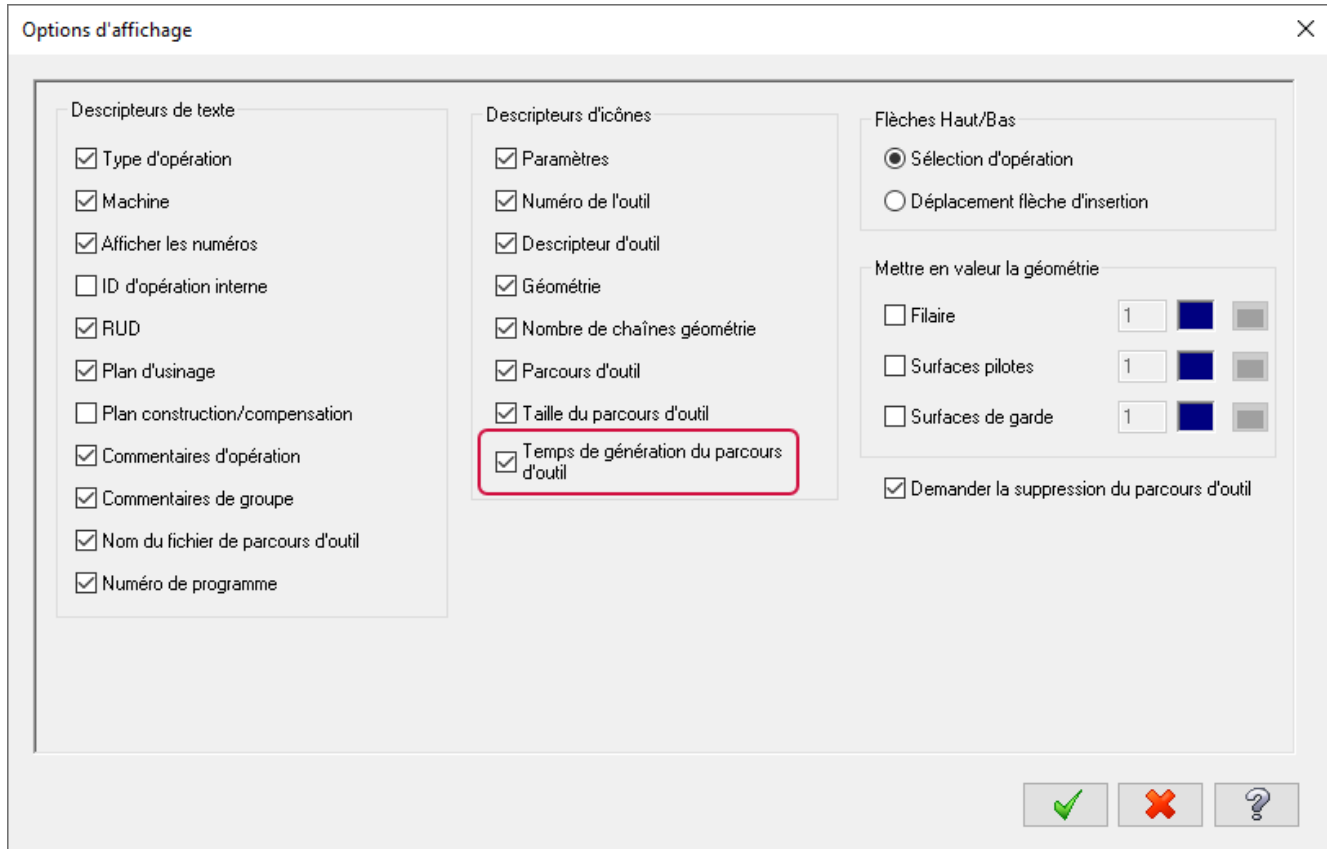 Options d'affichage
Descripteurs de texte
Type d'opération
Machine
Afficher les numéros
ID d'opération interne
RUD
Plan d'usinage
Plan construction/compensation
Commentaires d'opération
Commentaires de groupe
Nom du fichier de parcours d'outil
Numéro de programme
Descripteurs d'icônes
Paramètres
Numéro de l'outil
Descripteur d'outil
Géométrie
Nombre de chaînes géométrie
Parcours d'outil
Taille du parcours d'outil
Temps de génération du parcours
d'outil
Flèches Haut/Bas
Sélection d'opération
Déplacement flèche d'insertion
Mettre en valeur la géométrie
Filaire 1
Surfaces pilotes 1
Surfaces de garde 1
Demander la suppression du parcours d'outil